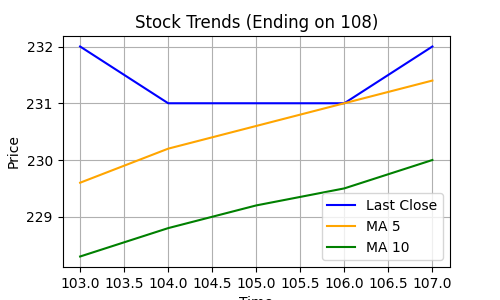 Stock Trends (Ending on 108)
Price
232
231
230
229
Last Close
MA 5
MA 10
103.0 103.5 104.0 104.5 105.0 105.5 106.0 106.5 107.0
Time